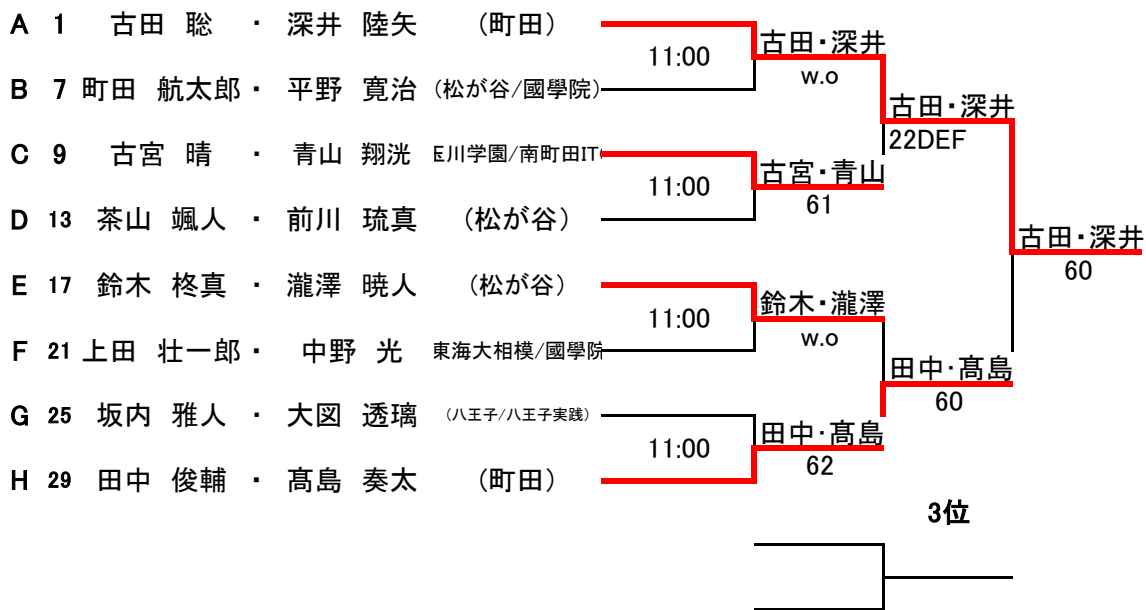 A 1 古田 聡 ・ 深井 陸矢 (町田)
11:00
古田・深井
w.o
B 7 町田 航太郎・ 平野 寛治 (松が谷/國學院)
古田・深井
22DEF
C 9 古宮 晴 ・ 青山 翔洸 玉川学園/南町田IT
11:00
古宮・青山
61
D 13 茶山 颯人 ・ 前川 琉真 (松が谷)
古田・深井
60
E 17 鈴木 柊真 ・ 瀧澤 暁人 (松が谷)
11:00
鈴木・瀧澤
w.o
F 21 上田 壮一郎・ 中野 光 東海大相模/國學院
田中・髙島
60
G 25 坂内 雅人 ・ 大図 透璃 (八王子/八王子実践)
11:00
田中・髙島
62
H 29 田中 俊輔 ・ 髙島 奏太 (町田)
3位